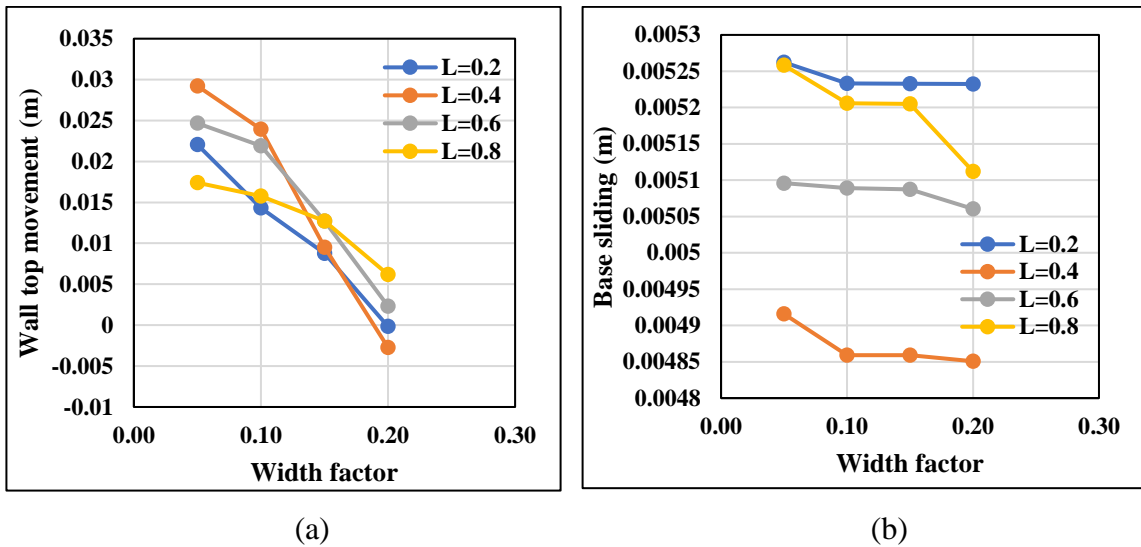 0.035
0.03
0.025
0.02
0.015
0.01
0.005
0
-0.005
-0.01
0.00
0.10
0.20
0.30
Wall top movement (m)
Width factor
L=0.2
L=0.4
L=0.6
L=0.8
(a)
0.0053
0.00525
0.0052
0.00515
0.0051
0.00505
0.005
0.00495
0.0049
0.00485
0.0048
0.00
0.10
0.20
0.30
Base sliding (m)
Width factor
L=0.2
L=0.4
L=0.6
L=0.8
(b)